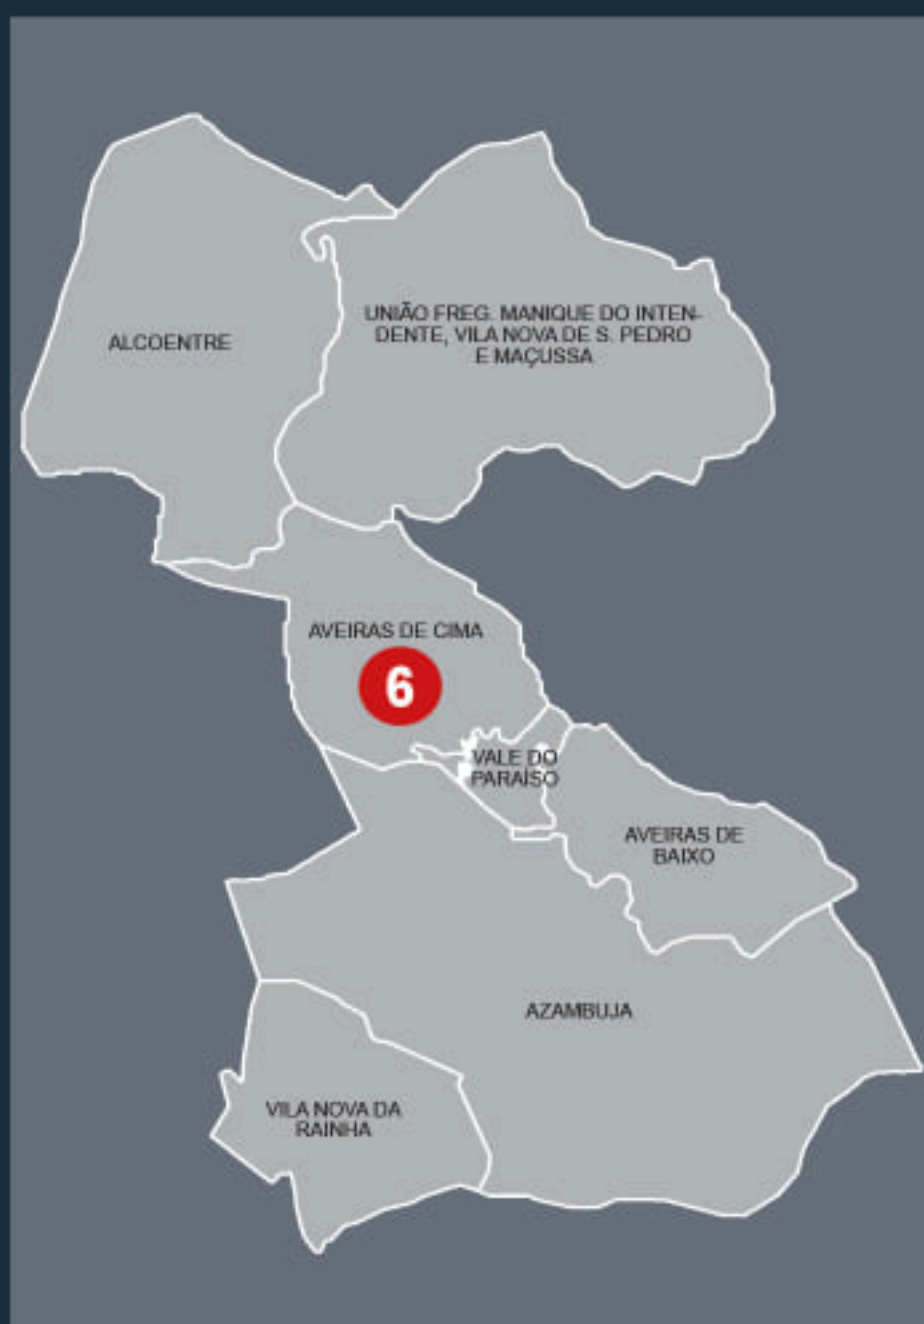 ALCOENTRE
UNIÃO FREG. MANIQUE DO INTEN-
DENTE, VILA NOVA DE S. PEDRO
E MAÇUSSA
AVEIRAS DE CIMA
6
VALE DO
PARAÍSO
AVEIRAS DE
BAIXO
AZAMBUJA
VILA NOVA DA
RAINHA